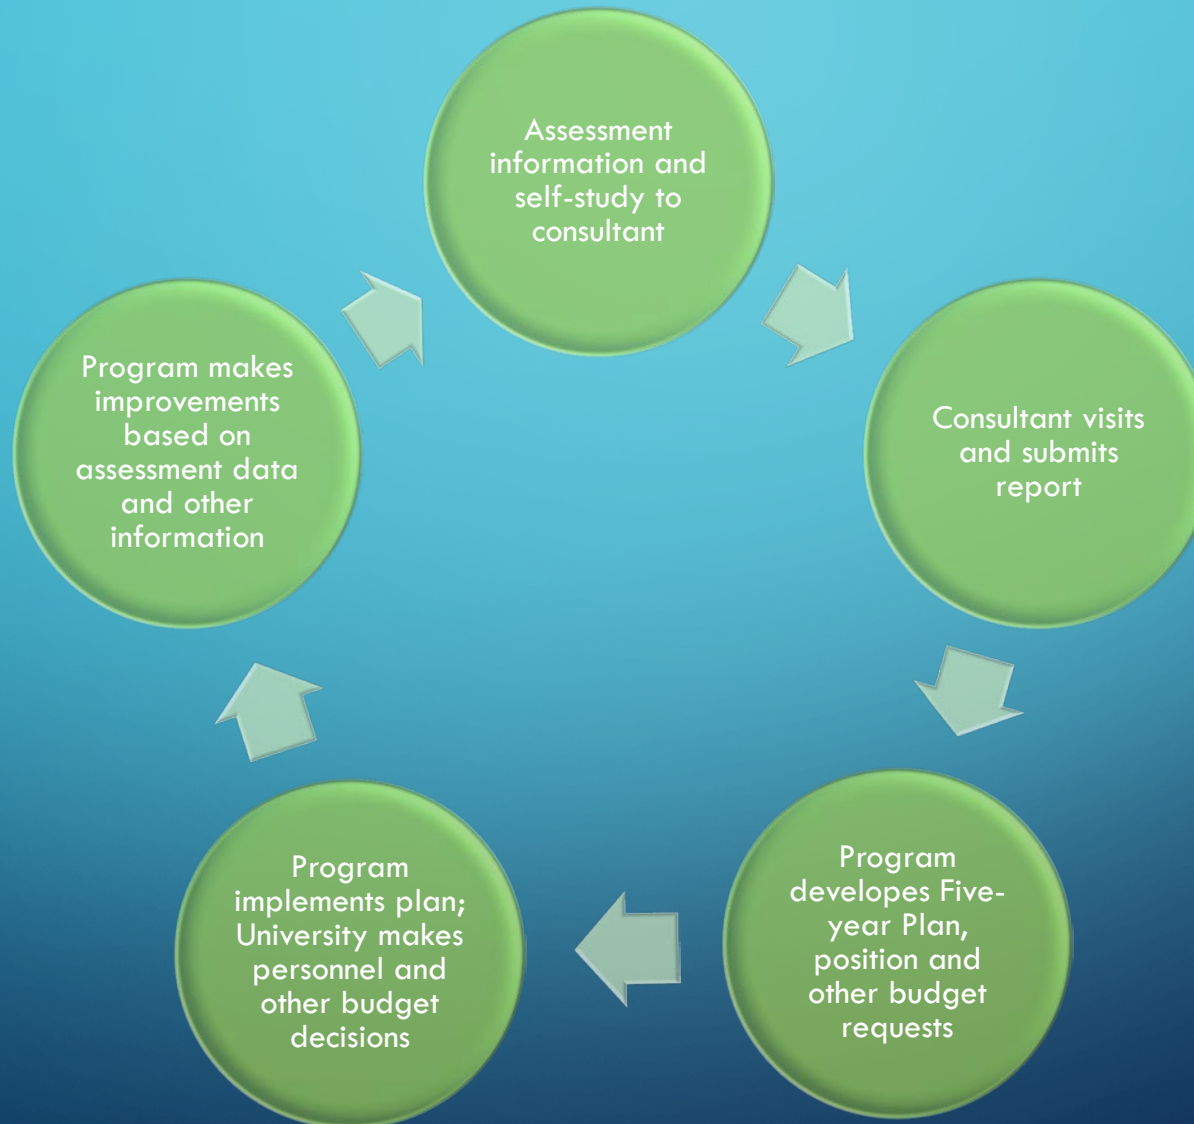 Assessment
information and
self-study to
consultant
Consultant visits
and submits
report
Program
developes Five-
year Plan,
position and
other budget
requests
Program
implements plan;
University makes
personnel and
other budget
decisions
Program makes
improvements
based on
assessment data
and other
information